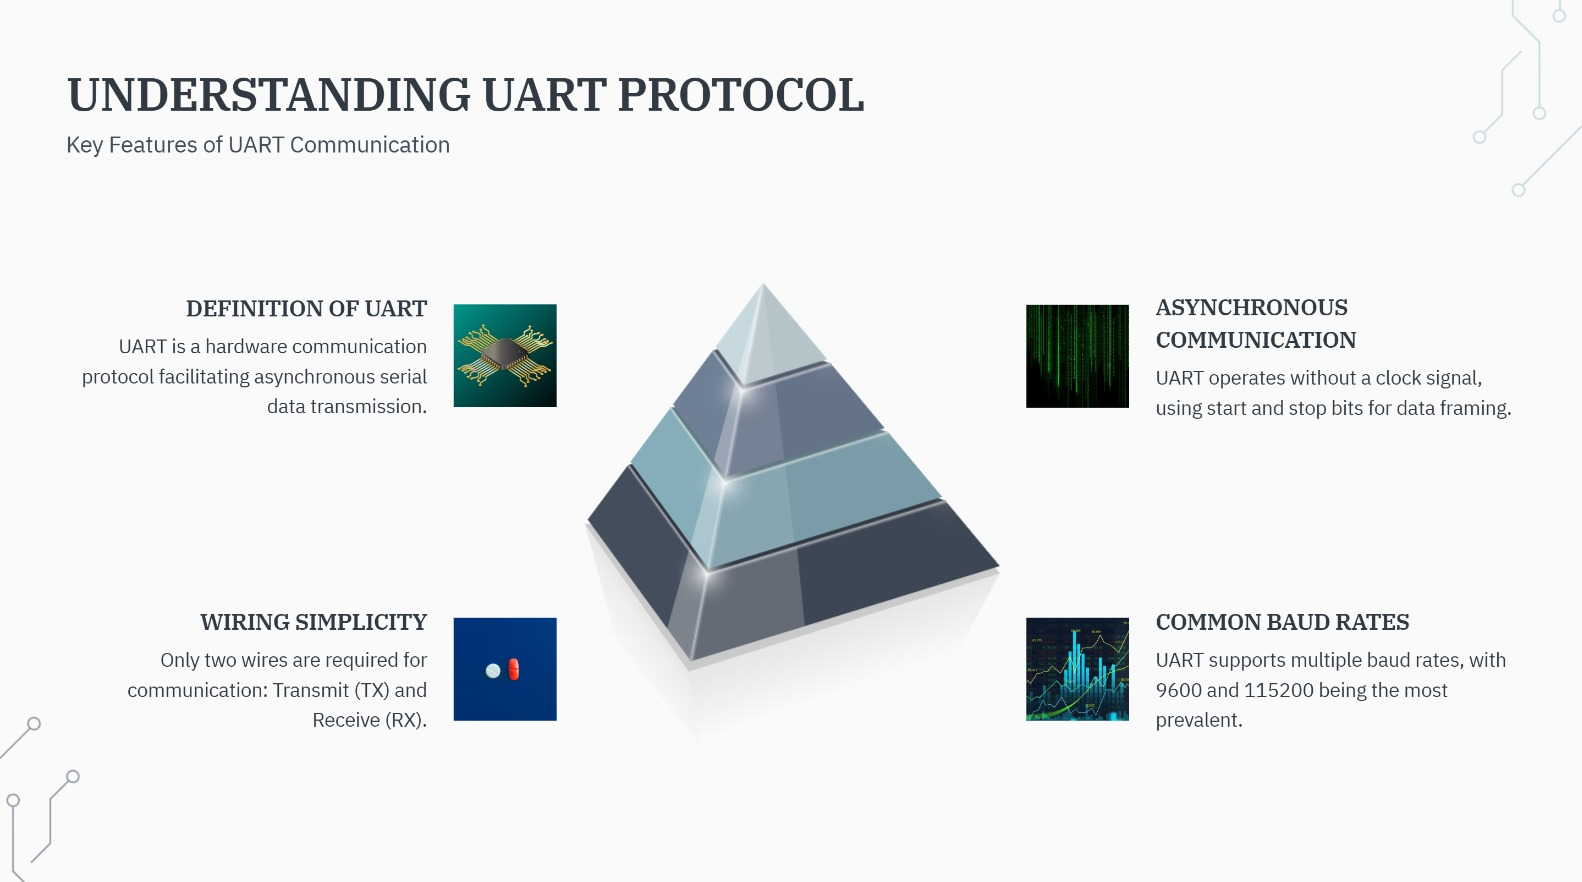 UNDERSTANDING UART PROTOCOL
Key Features of UART Communication
DEFINITION OF UART
UART is a hardware communication
protocol facilitating asynchronous serial
data transmission.
ASYNCHRONOUS
COMMUNICATION
UART operates without a clock signal,
using start and stop bits for data framing.
WIRING SIMPLICITY
Only two wires are required for
communication: Transmit (TX) and
Receive (RX).
COMMON BAUD RATES
UART supports multiple baud rates, with
9600 and 115200 being the most
prevalent.